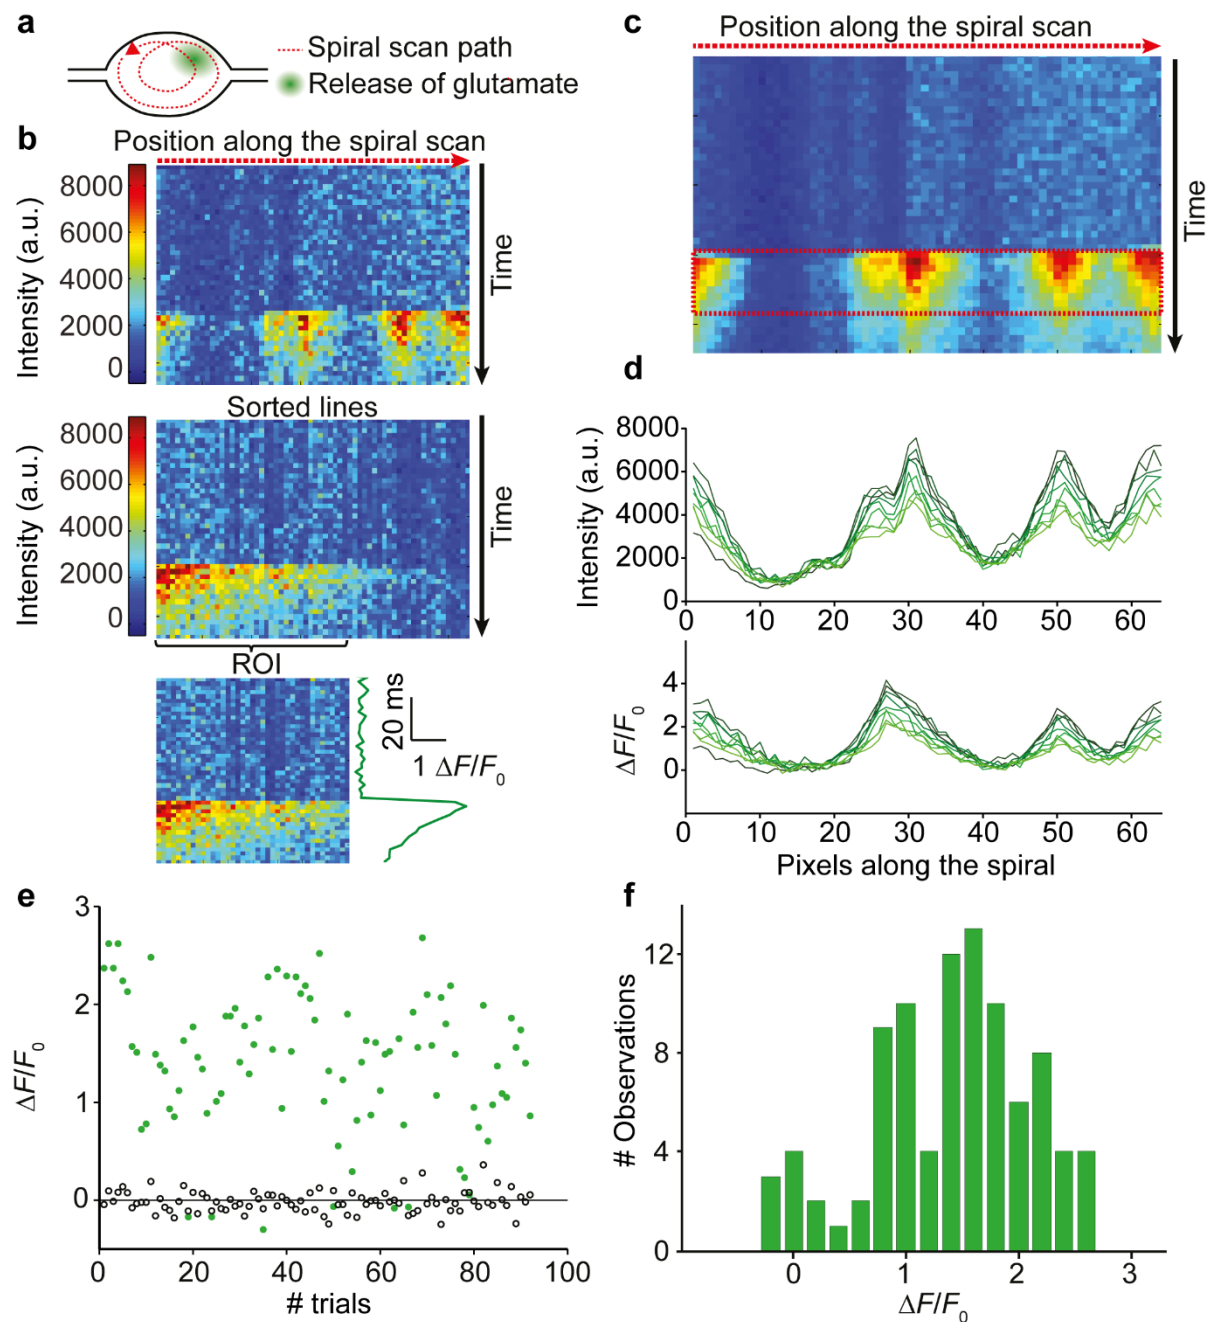 a
Spiral scan path
Release of glutamate
b
Position along the spiral scan
Intensity (a.u.)
8000
6000
4000
2000
0
Time
Sorted lines
Intensity (a.u.)
8000
6000
4000
2000
0
Time
ROI
20 ms
1 ΔF/F0
c
Position along the spiral scan
Time
d
Intensity (a.u.)
8000
6000
4000
2000
0
0 10 20 30 40 50 60
ΔF/F0
4
2
0
0 10 20 30 40 50 60
Pixels along the spiral
e
ΔF/F0
3
2
1
0
0 20 40 60 80 100
# trials
f
# Observations
12
8
4
0
0 1 2 3
ΔF/F0